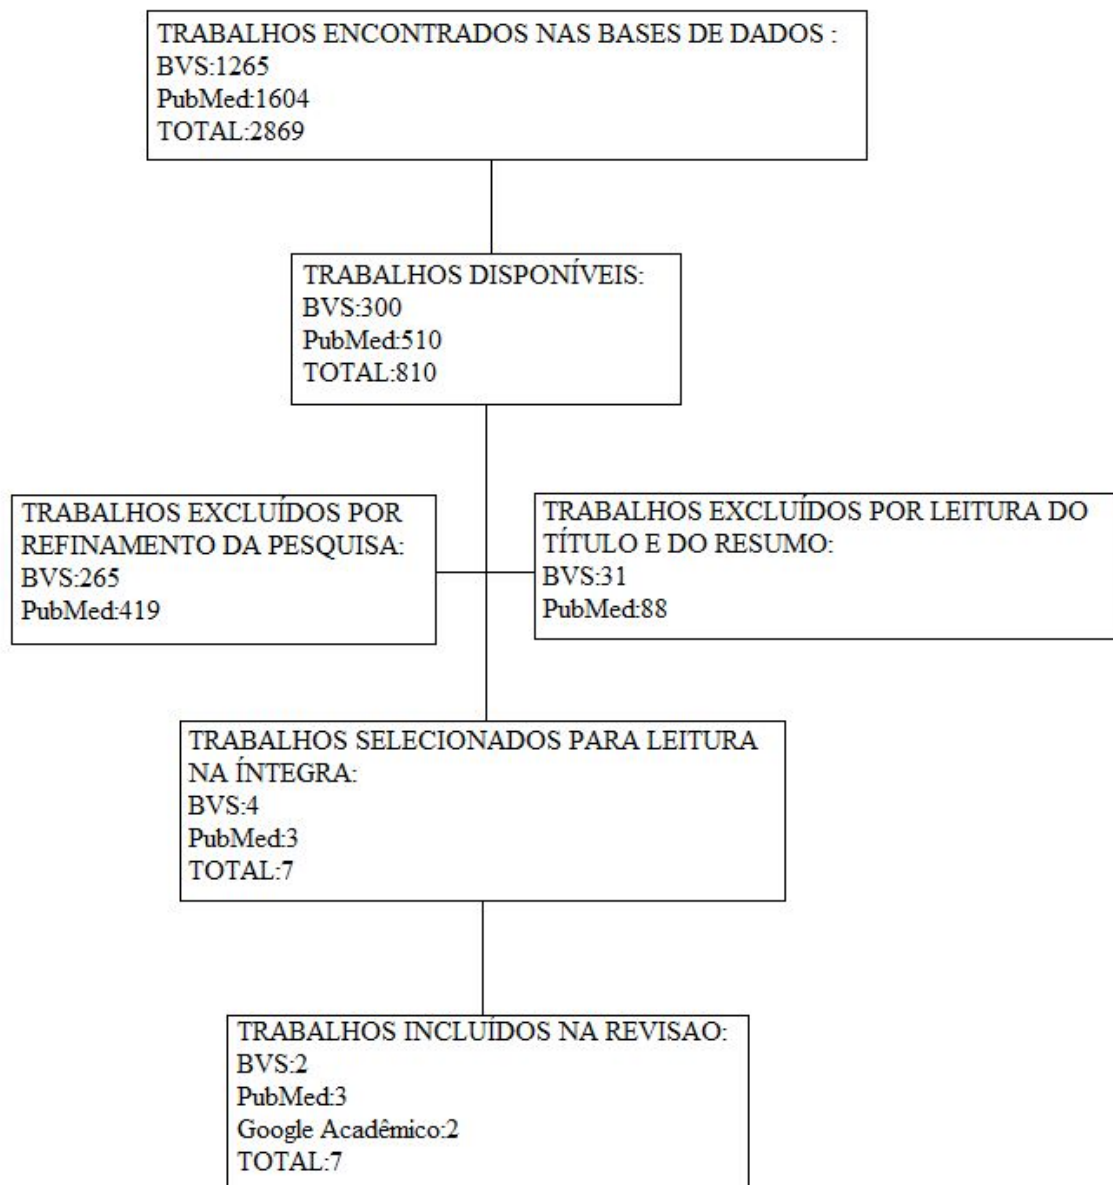 TRABALHOS ENCONTRADOS NAS BASES DE DADOS :
BVS:1265
PubMed:1604
TOTAL:2869
TRABALHOS DISPONÍVEIS:
BVS:300
PubMed:510
TOTAL:810
TRABALHOS EXCLUÍDOS POR
REFINAMENTO DA PESQUISA:
BVS:265
PubMed:419
TRABALHOS EXCLUÍDOS POR LEITURA DO
TÍTULO E DO RESUMO:
BVS:31
PubMed:88
TRABALHOS SELECIONADOS PARA LEITURA
NA ÍNTEGRA:
BVS:4
PubMed:3
TOTAL:7
TRABALHOS INCLUÍDOS NA REVISAO:
BVS:2
PubMed:3
Google Acadêmico:2
TOTAL:7